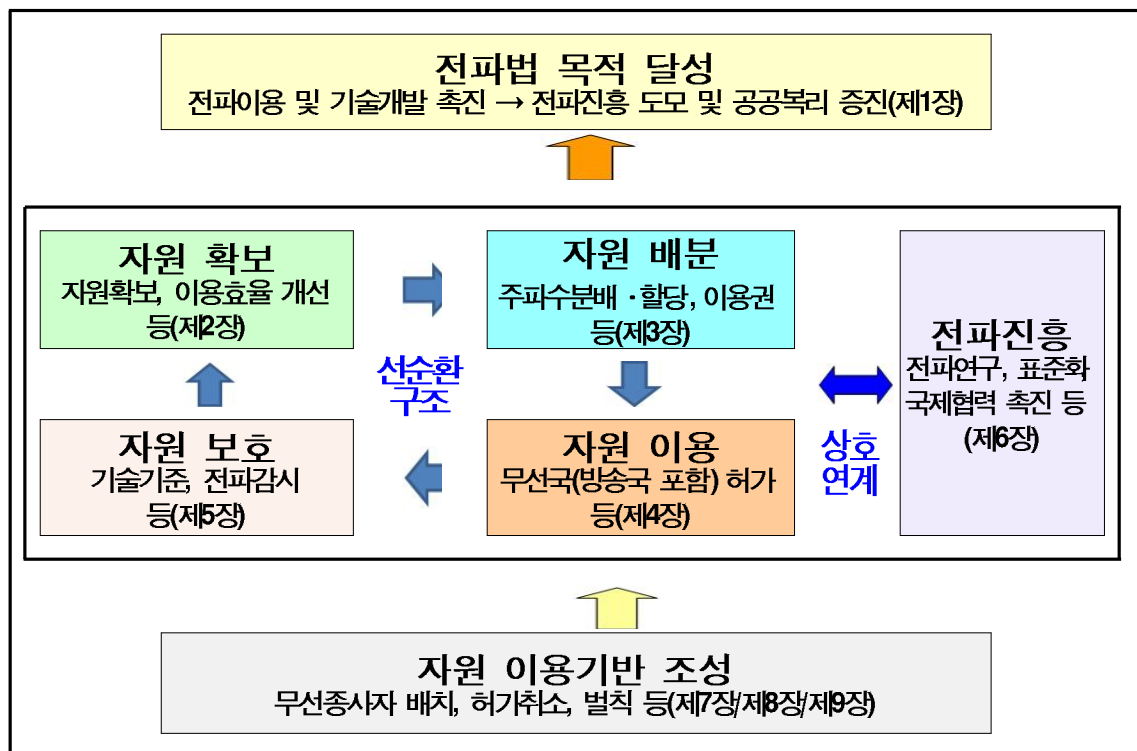 전파법 목적 달성
전파이용 및 기술개발 촉진 → 전파진흥 도모 및 공공복리 증진(제1장)
자원 확보
자원확보, 이용효율 개선
등(제2장)
자원 배분
주파수분배 · 할당, 이용권
등(제3장)
선순환
구조
자원 보호
기술기준, 전파감시
등(제5장)
자원 이용
무선국(방송국 포함) 허가
등(제4장)
상호
연계
전파진흥
전파연구, 표준화
국제협력 촉진 등
(제6장)
자원 이용기반 조성
무선종사자 배치, 허가취소, 벌칙 등(제7장/제8장/제9장)